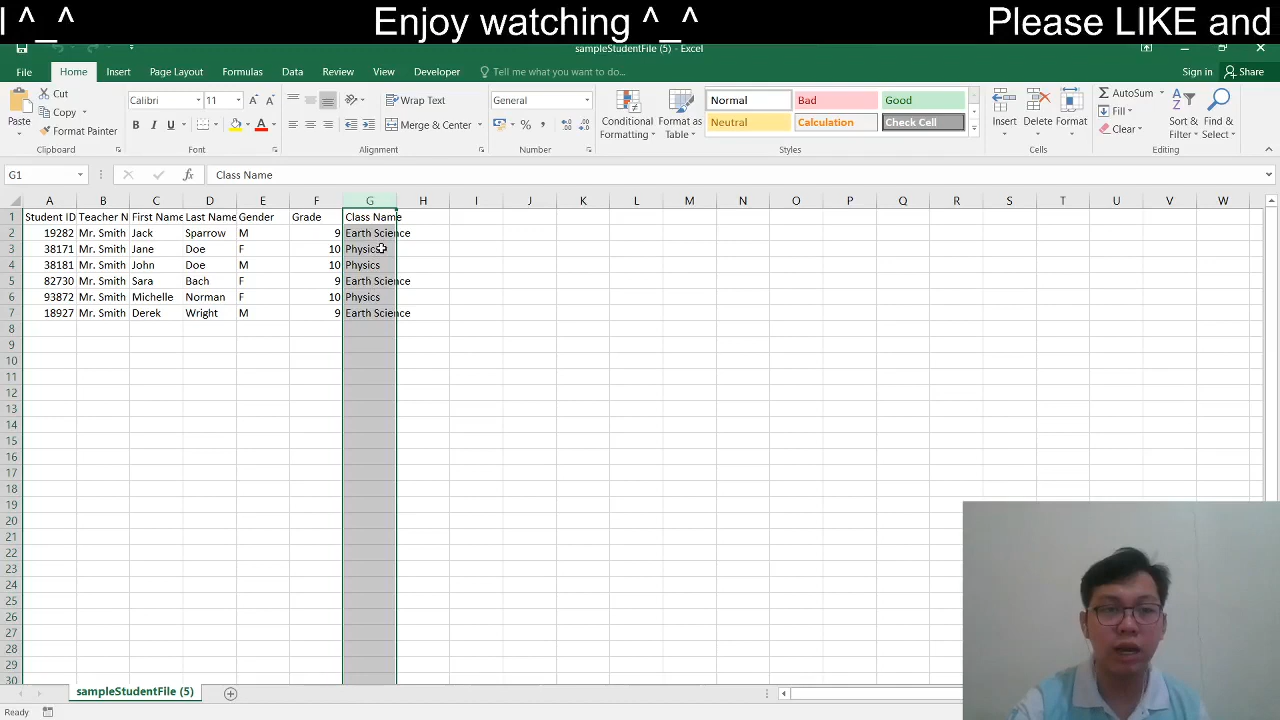 l ^_^ Enjoy watching ^_^ Please LIKE and
sampleStudentFile (5) - Excel
File Home Insert Page Layout Formulas Data Review View Developer Tell me what you want to do... Sign in Share
Paste Cut Copy Format Painter
Calibri 11 A A Wrap Text General
B I U A Merge & Center $ % ,
Conditional Formatting Format as Table
Normal Bad Good
Neutral Calculation Check Cell
Insert Delete Format
AutoSum Fill Clear Sort & Filter Find & Select
Clipboard Font Alignment Number Styles Cells Editing
G1 fx Class Name
A B C D E F G H I J K L M N O P Q R S T U V W
1 Student ID Teacher N First Name Last Name Gender Grade Class Name
2 19282 Mr. Smith Jack Sparrow M 9 Earth Science
3 38171 Mr. Smith Jane Doe F 10 Physics
4 38181 Mr. Smith John Doe M 10 Physics
5 82730 Mr. Smith Sara Bach F 9 Earth Science
6 93872 Mr. Smith Michelle Norman F 10 Physics
7 18927 Mr. Smith Derek Wright M 9 Earth Science
8
9
10
11
12
13
14
15
16
17
18
19
20
21
22
23
24
25
26
27
28
29
30
sampleStudentFile (5)
Ready